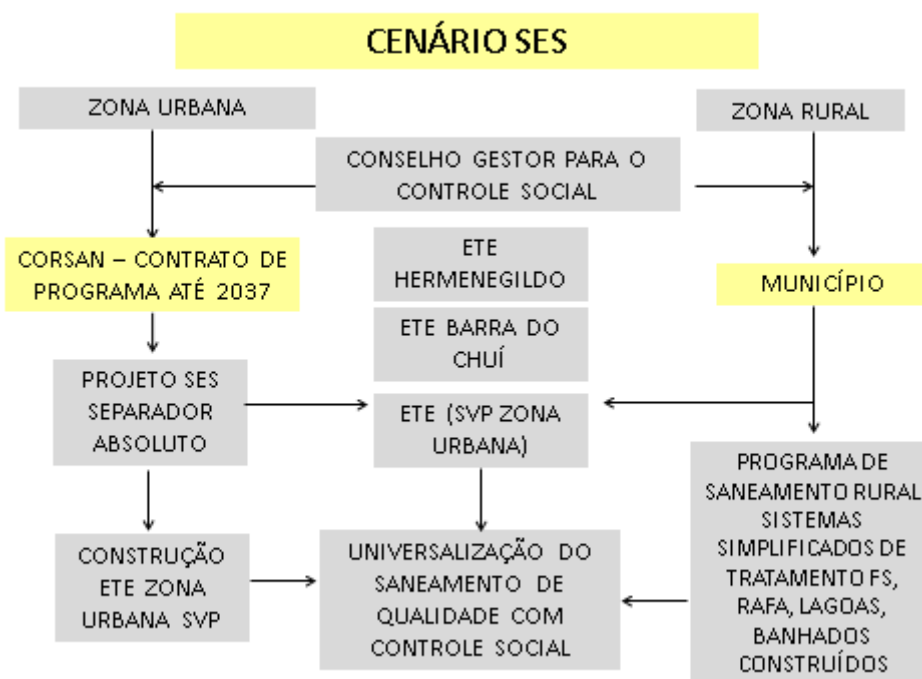 CENÁRIO SES
ZONA URBANA
ZONA RURAL
CONSELHO GESTOR PARA O
CONTROLE SOCIAL
CORSAN – CONTRATO DE
PROGRAMA ATÉ 2037
ETE
HERMENEGILDO
MUNICÍPIO
ETE BARRA DO
CHUÍ
PROJETO SES
SEPARADOR
ABSOLUTO
ETE (SVP ZONA
URBANA)
PROGRAMA DE
SANEAMENTO RURAL
SISTEMAS
SIMPLIFICADOS DE
TRATAMENTO FS,
RAFA, LAGOAS,
BANHADOS
CONSTRUÍDOS
CONSTRUÇÃO
ETE ZONA
URBANA SVP
UNIVERSALIZAÇÃO DO
SANEAMENTO DE
QUALIDADE COM
CONTROLE SOCIAL